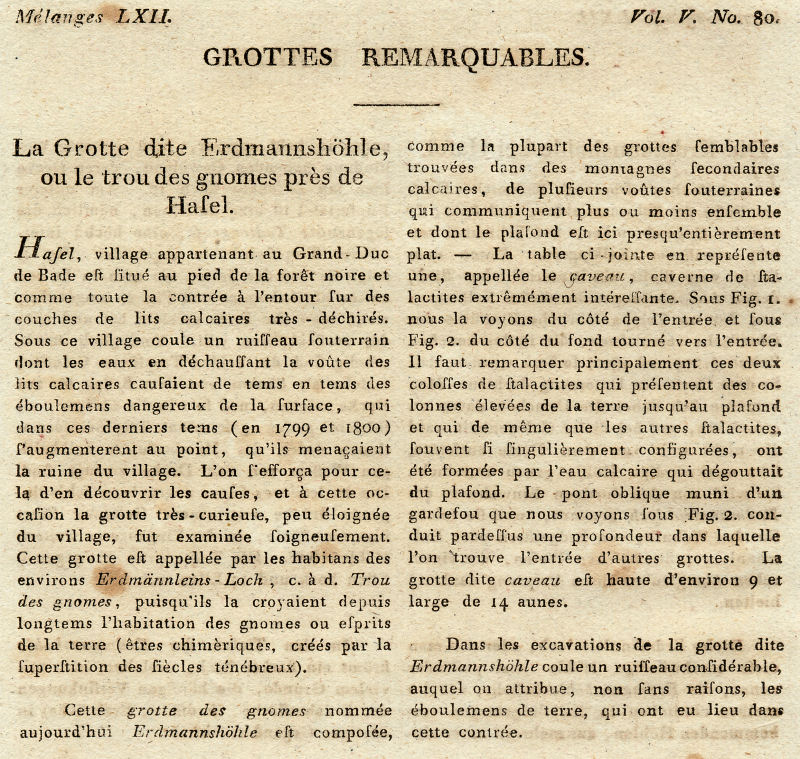 Mélanges LXII.
Vol. V. No. 80.
GROTTES REMARQUABLES.
La Grotte dite Erdmannshöhle,
ou le trou des gnomes près de
Haſel.
Haſel, village appartenant au Grand-Duc
de Bade eſt ſitué au pied de la forêt noire et
comme toute la contrée à l'entour ſur des
couches de lits calcaires très-déchirés.
Sous ce village coule un ruiſſeau ſouterrain
dont les eaux en déchauſſant la voûte des
lits calcaires cauſaient de tems en tems des
éboulemens dangereux de la ſurface, qui
dans ces derniers tems (en 1799 et 1800)
ſ'augmenterent au point, qu'ils menaçaient
la ruine du village. L'on ſ'efforça pour ce-
la d'en découvrir les cauſes, et à cette oc-
caſion la grotte très-curieuſe, peu éloignée
du village, fut examinée ſoigneuſement.
Cette grotte eſt appellée par les habitans des
environs Erdmännleins-Loch, c. à d. Trou
des gnomes, puisqu'ils la croyaient depuis
longtems l'habitation des gnomes ou eſprits
de la terre (êtres chimèriques, créés par la
ſuperſtition des ſiècles ténébreux).
Cette grotte des gnomes nommée
aujourd'hui Erdmannshöhle eſt compoſée,
comme la plupart des grottes ſemblables
trouvées dans des montagnes ſecondaires
calcaires, de pluſieurs voûtes ſouterraines
qui communiquent plus ou moins enſemble
et dont le plafond eſt ici presqu'entièrement
plat. — La table ci-jointe en repréſente
une, appellée le caveau, caverne de ſta-
lactites extrêmément intéreſſante. Sous Fig. 1.
nous la voyons du côté de l'entrée et ſous
Fig. 2. du côté du fond tourné vers l'entrée.
Il faut remarquer principalement ces deux
coloſſes de ſtalactites qui préſentent des co-
lonnes élevées de la terre jusqu'au plafond
et qui de même que les autres ſtalactites,
ſouvent ſi ſingulièrement configurées, ont
été formées par l'eau calcaire qui dégouttait
du plafond. Le pont oblique muni d'un
gardefou que nous voyons ſous Fig. 2. con-
duit pardeſſus une profondeur dans laquelle
l'on trouve l'entrée d'autres grottes. La
grotte dite caveau eſt haute d'environ 9 et
large de 14 aunes.
Dans les excavations de la grotte dite
Erdmannshöhle coule un ruiſſeau conſidérable,
auquel on attribue, non ſans raiſons, les
éboulemens de terre, qui ont eu lieu dans
cette contrée.